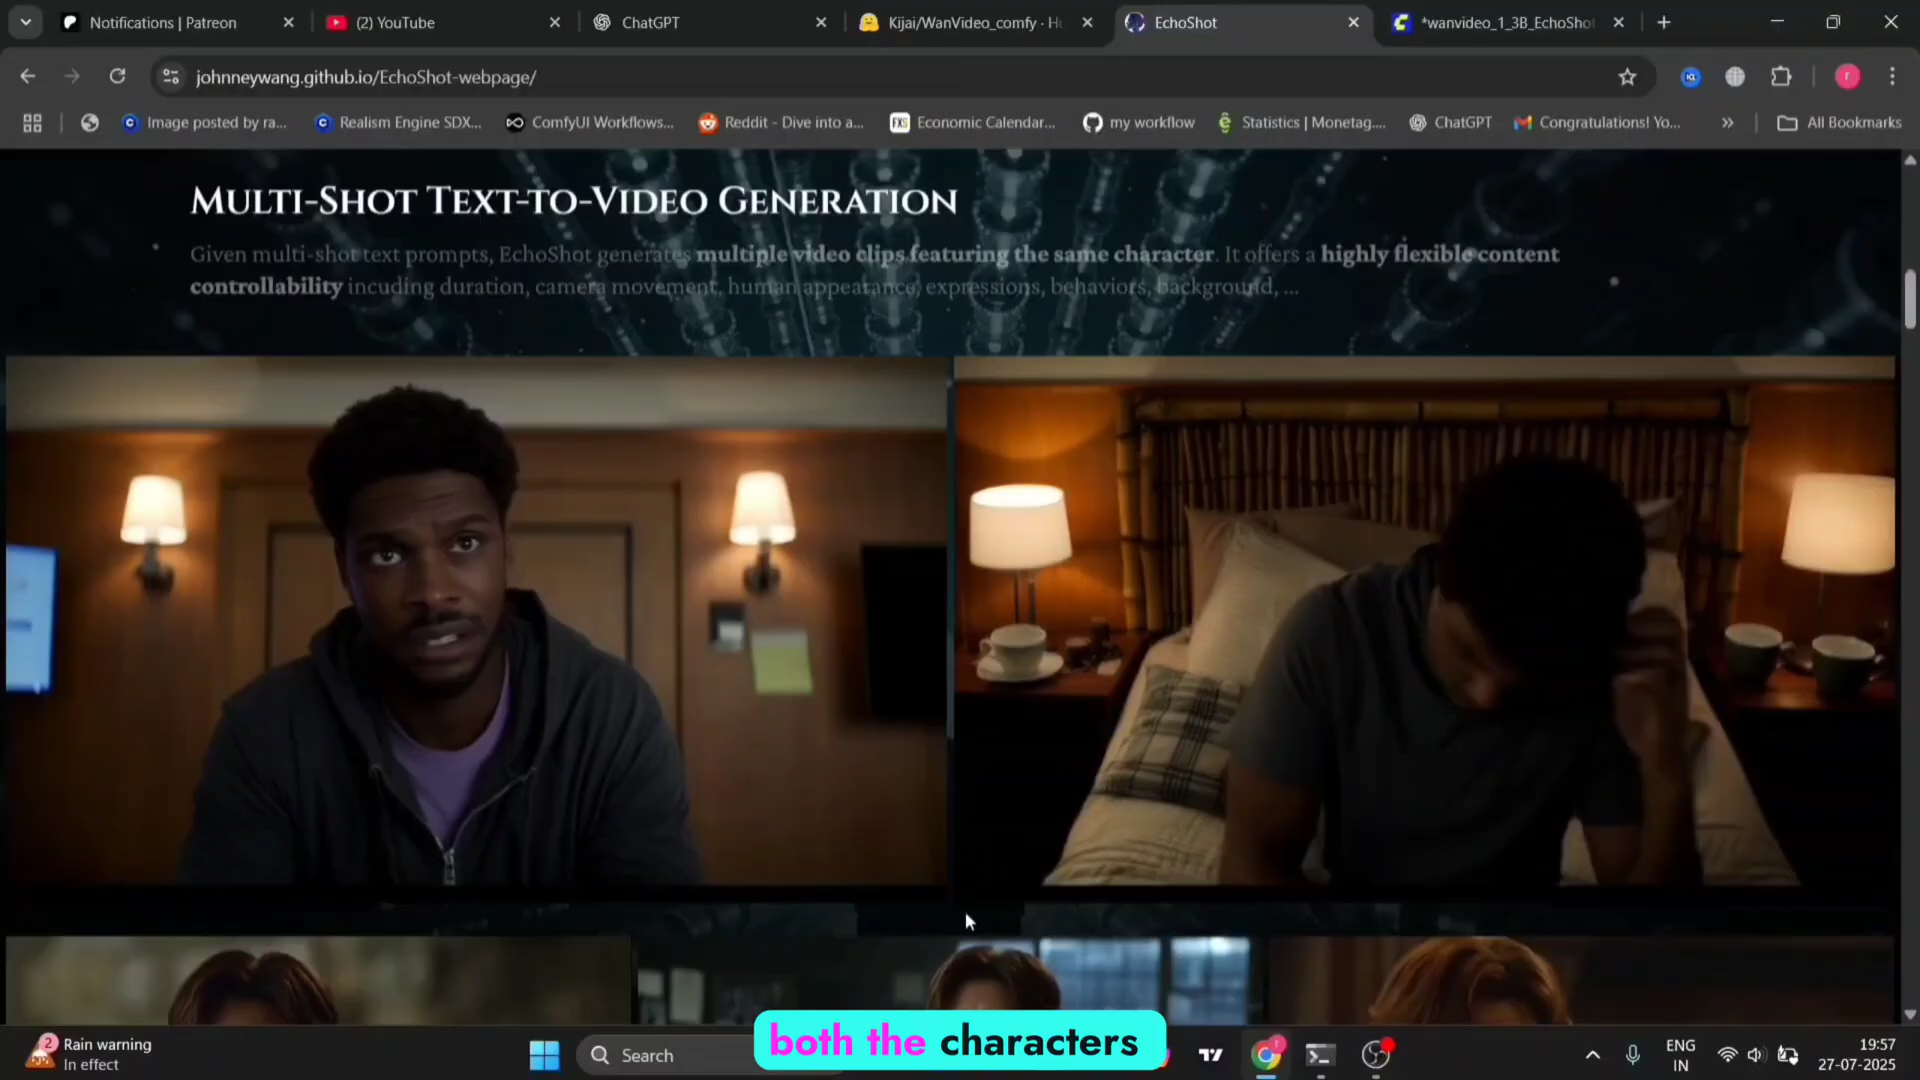 Notifications | Patreon
(2) YouTube
ChatGPT
Kijai/WanVideo_comfy · H
EchoShot
*wanvideo_1_3B_EchoSho
johnneywang.github.io/EchoShot-webpage/
Image posted by ra...
Realism Engine SDX...
ComfyUI Workflows...
Reddit - Dive into a...
FXS
Economic Calendar...
my workflow
Statistics | Monetag....
ChatGPT
Congratulations! Yo...
All Bookmarks
MULTI-SHOT TEXT-TO-VIDEO GENERATION
Given multi-shot text prompts, EchoShot generates multiple video clips featuring the same character. It offers a highly flexible content
controllability incuding duration, camera movement, human appearance, expressions, behaviors, background, ...
both the characters
2
Rain warning
In effect
Search
ENG
IN
19:57
27-07-2025